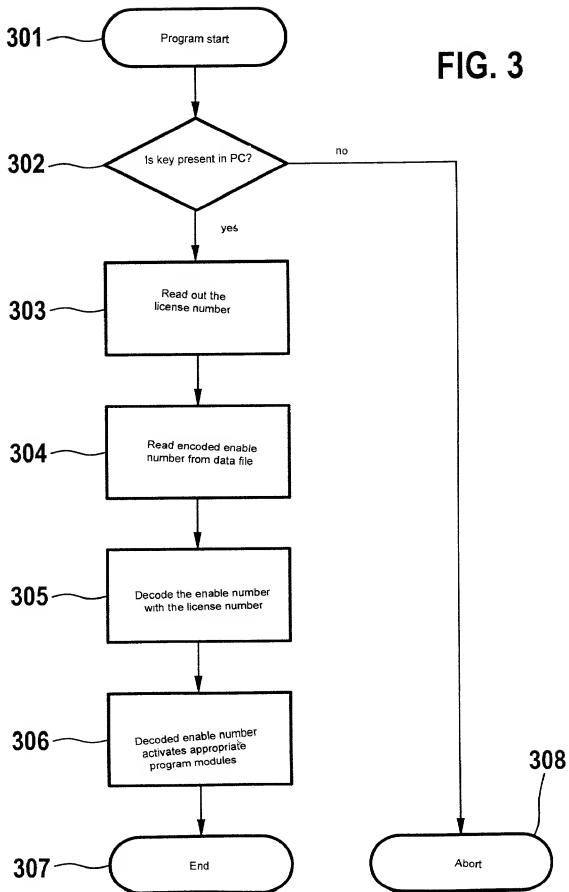 FIG. 3
301
Program start
302
Is key present in PC?
no
yes
303
Read out the
license number
304
Read encoded enable
number from data file
305
Decode the enable number
with the license number
306
Decoded enable number
activates appropriate
program modules
307
End
308
Abort